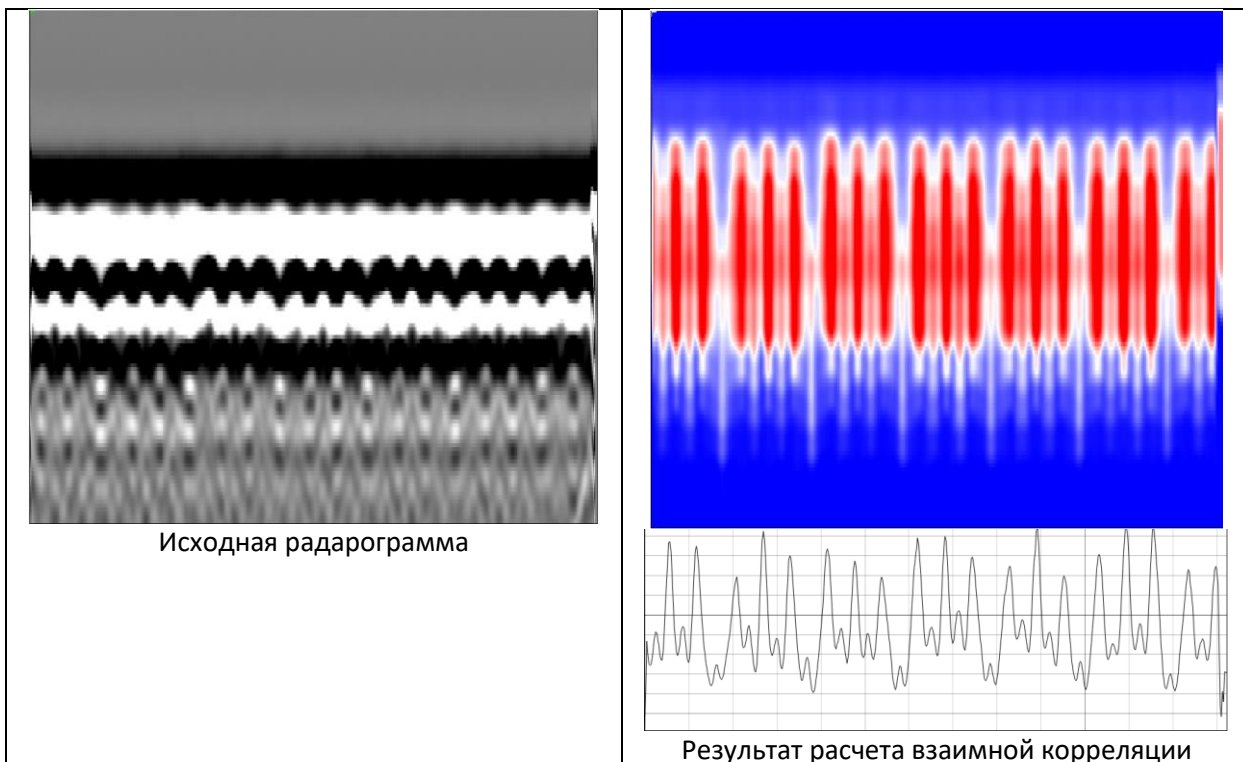 Исходная радарограмма
Результат расчета взаимной корреляции